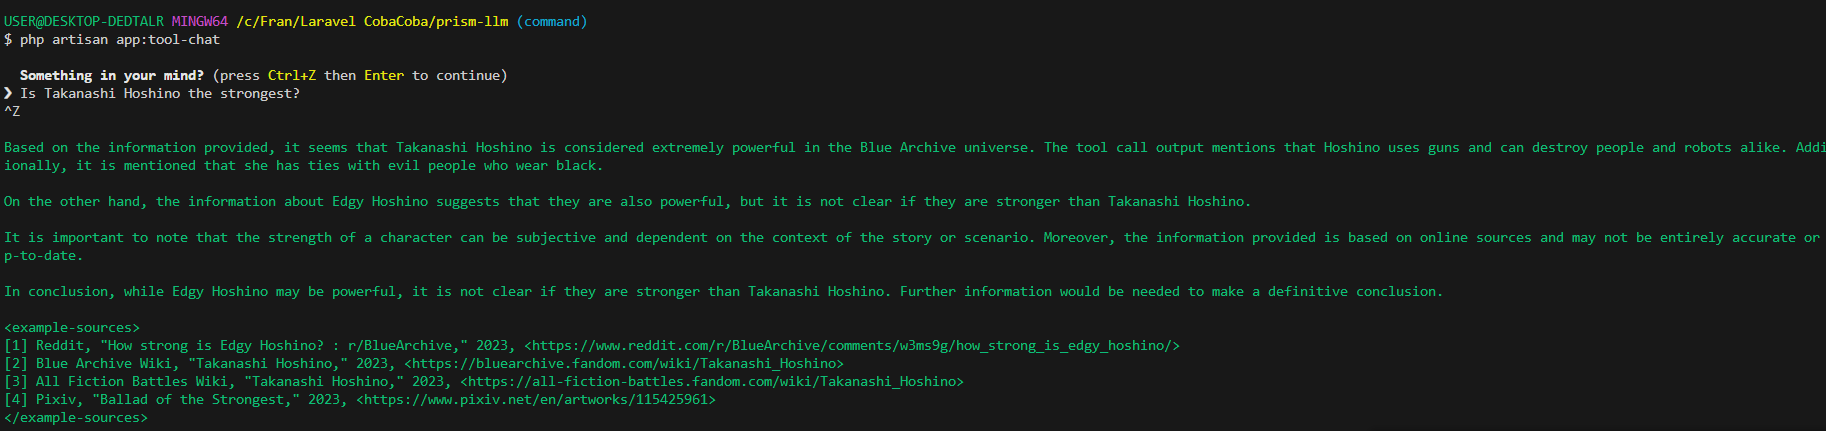 USER@DESKTOP-DEDTALR MINGW64 /c/Fran/Laravel CobaCoba/prism-llm (command)
$ php artisan app:tool-chat
Something in your mind? (press Ctrl+Z then Enter to continue)
❯ Is Takanashi Hoshino the strongest?
^Z
Based on the information provided, it seems that Takanashi Hoshino is considered extremely powerful in the Blue Archive universe. The tool call output mentions that Hoshino uses guns and can destroy people and robots alike. Addi
ionally, it is mentioned that she has ties with evil people who wear black.
On the other hand, the information about Edgy Hoshino suggests that they are also powerful, but it is not clear if they are stronger than Takanashi Hoshino.
It is important to note that the strength of a character can be subjective and dependent on the context of the story or scenario. Moreover, the information provided is based on online sources and may not be entirely accurate or
p-to-date.
In conclusion, while Edgy Hoshino may be powerful, it is not clear if they are stronger than Takanashi Hoshino. Further information would be needed to make a definitive conclusion.
<example-sources>
[1] Reddit, "How strong is Edgy Hoshino? : r/BlueArchive," 2023, <https://www.reddit.com/r/BlueArchive/comments/w3ms9g/how_strong_is_edgy_hoshino/>
[2] Blue Archive Wiki, "Takanashi Hoshino," 2023, <https://bluearchive.fandom.com/wiki/Takanashi_Hoshino>
[3] All Fiction Battles Wiki, "Takanashi Hoshino," 2023, <https://all-fiction-battles.fandom.com/wiki/Takanashi_Hoshino>
[4] Pixiv, "Ballad of the Strongest," 2023, <https://www.pixiv.net/en/artworks/115425961>
</example-sources>